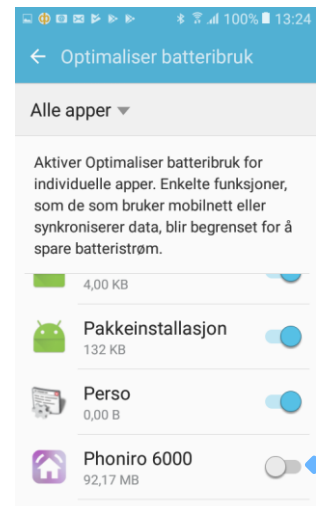 100% 13:24
Optimaliser batteribruk
Alle apper
Aktiver Optimaliser batteribruk for
individuelle apper. Enkelte funksjoner,
som de som bruker mobilnett eller
synkroniserer data, blir begrenset for å
spare batteristrøm.
4,00 KB
Pakkeinstallasjon
132 KB
Perso
0,00 B
Phoniro 6000
92,17 MB